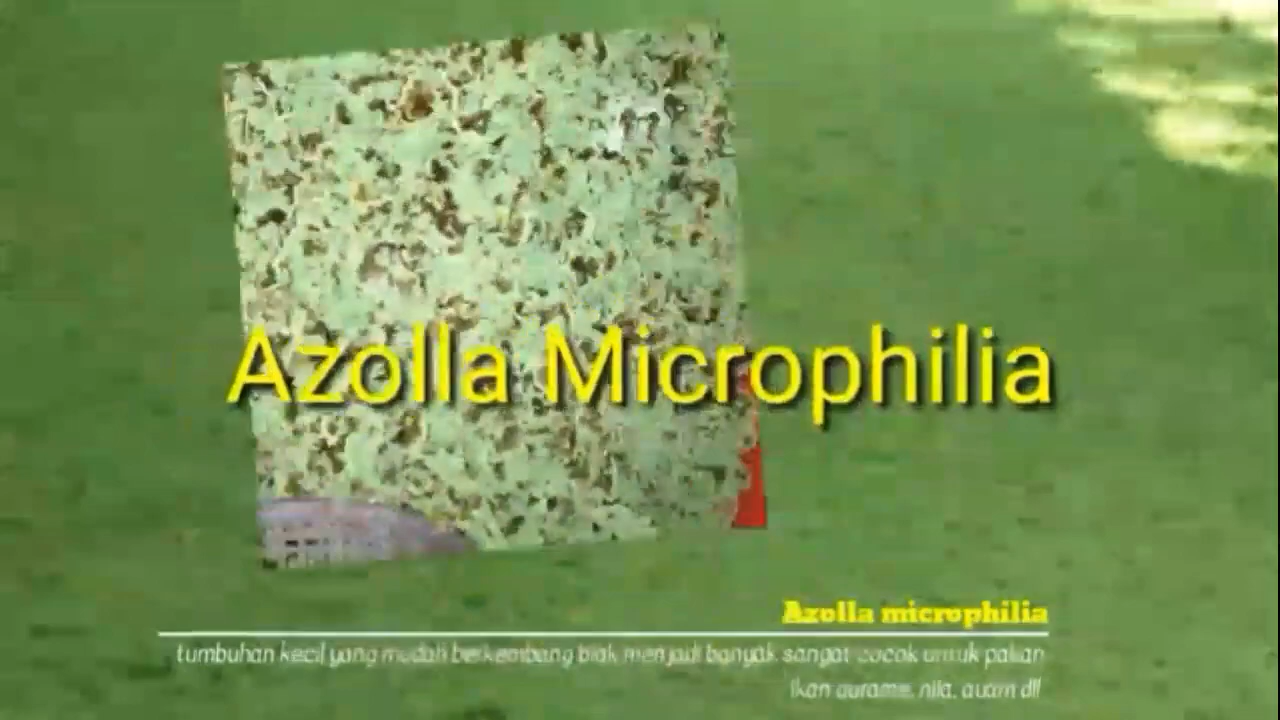 Azolla Microphilia
Azolla microphilia
tumbuhan kecil yang mudah berkembang biak menjadi banyak sangat cocok untuk pakan
ikan gurame, nila, ayam dll